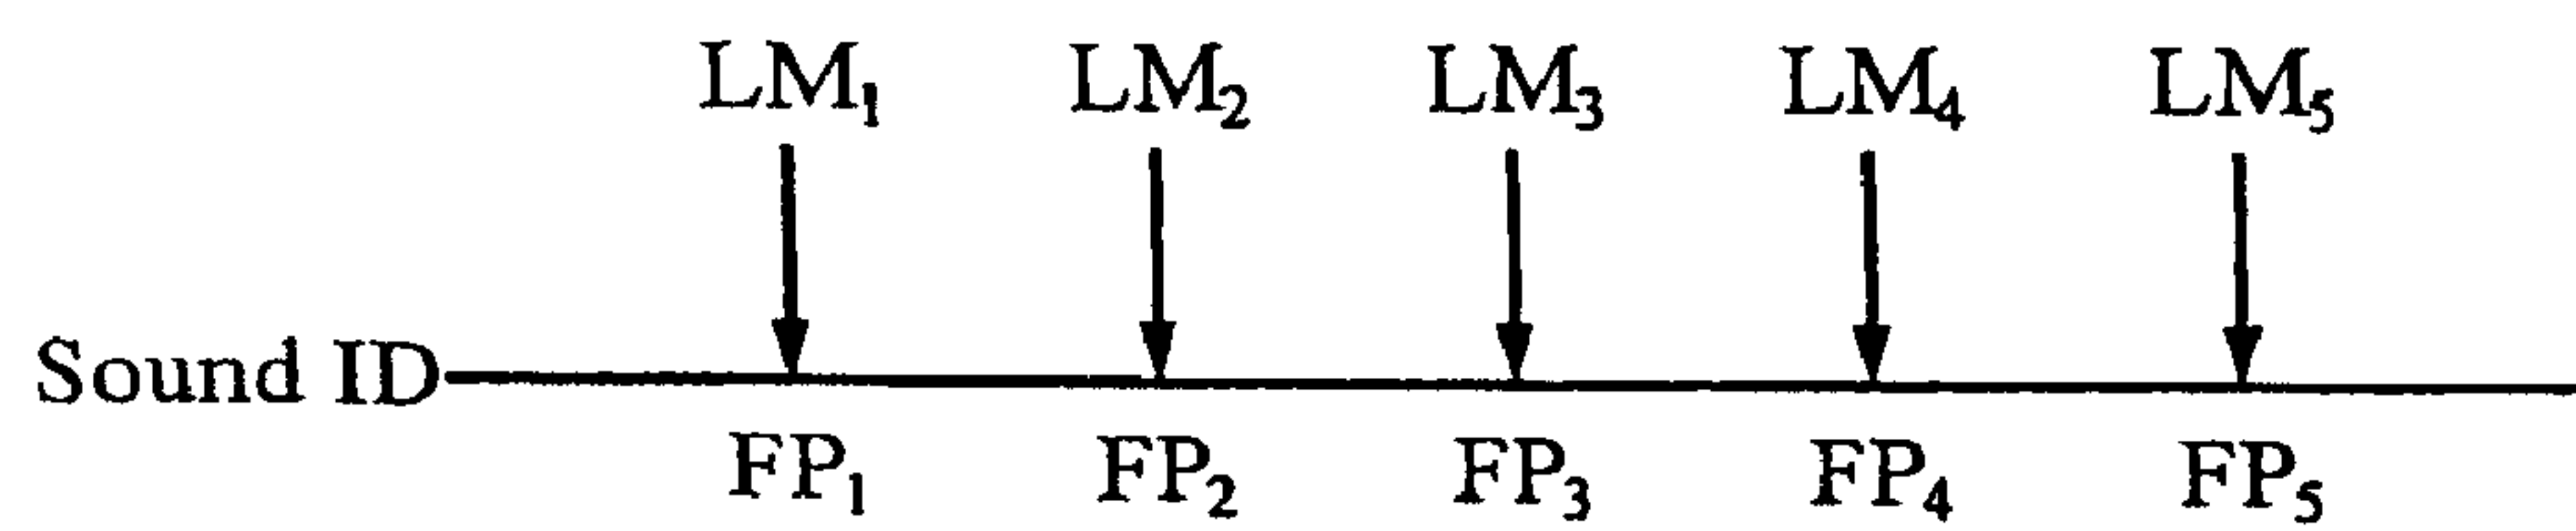 LM₁ LM₂ LM₃ LM₄ LM₅
Sound ID
FP₁ FP₂ FP₃ FP₄ FP₅